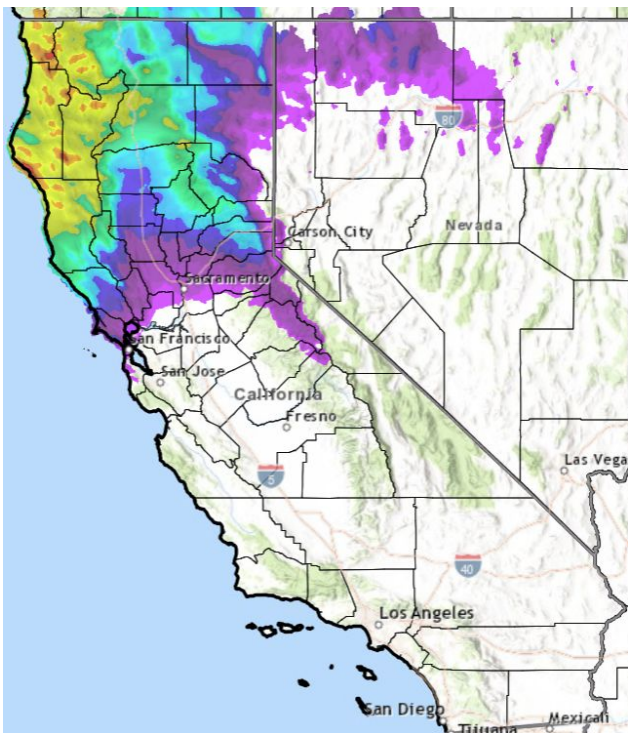 80
Carson City
Nevada
Sacramento
San Francisco
San Jose
California
Fresno
Las Vega
5
40
Los Angeles
San Diego
Mexicali
Tijuana